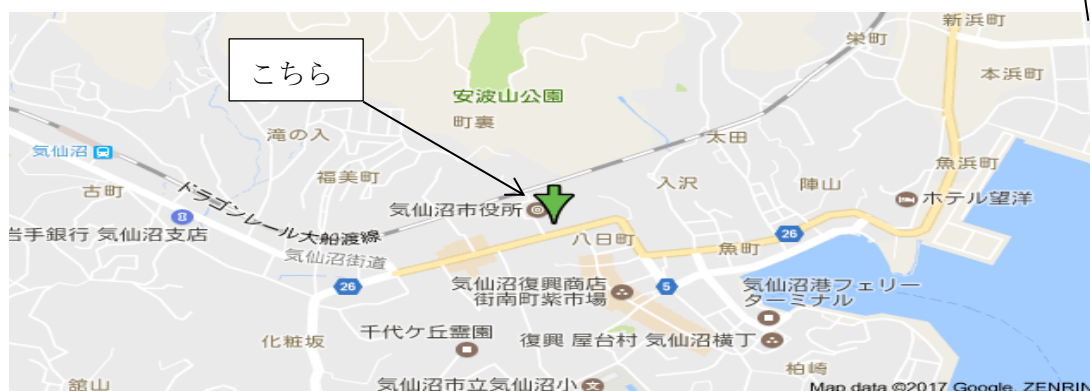 新浜町
栄町
こちら
本浜町
安波山公園
町裏
滝の入
太田
気仙沼
魚浜町
福美町
入沢
陣山
古町
ドラゴンレール大船渡線
ホテル望洋
気仙沼市役所
岩手銀行 気仙沼支店
八日町
26
魚町
気仙沼街道
26
気仙沼復興商店
街南町紫市場
5
気仙沼港フェリー
ターミナル
化粧坂
千代ケ丘霊園
復興 屋台村 気仙沼横丁
柏崎
舘山
気仙沼市立気仙沼小
Map data ©2017 Google, ZENRIN